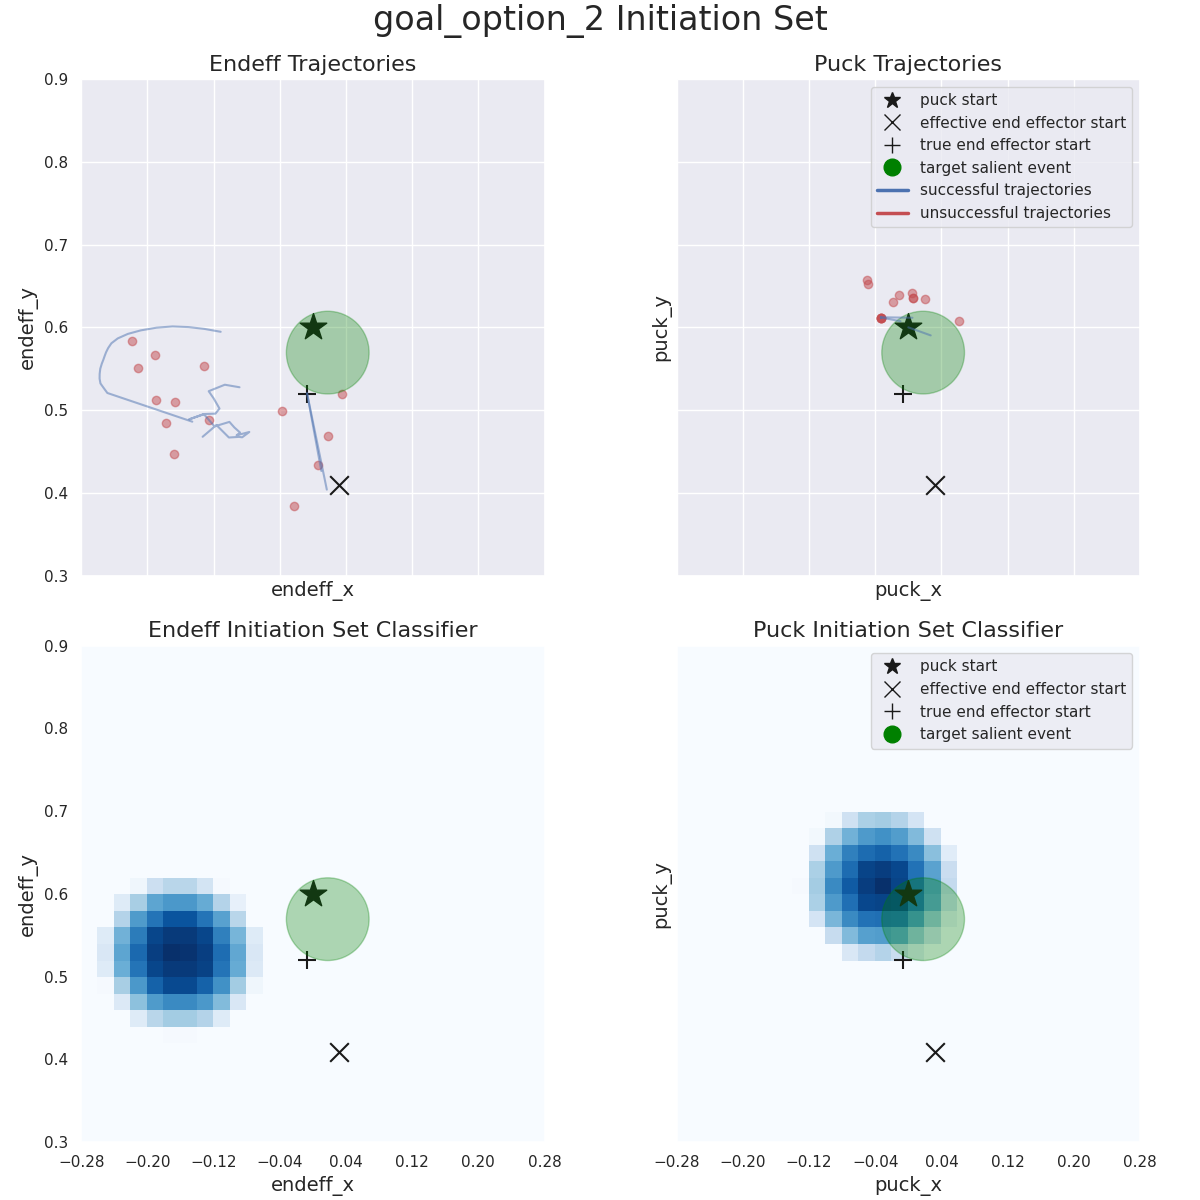 goal_option_2 Initiation Set
Endeff Trajectories
0.9
0.8
0.7
0.6
0.5
0.4
0.3
endeff_y
endeff_x
Puck Trajectories
puck start
effective end effector start
true end effector start
target salient event
successful trajectories
unsuccessful trajectories
puck_y
puck_x
Endeff Initiation Set Classifier
0.9
0.8
0.7
0.6
0.5
0.4
0.3
endeff_y
−0.28 −0.20 −0.12 −0.04 0.04 0.12 0.20 0.28
endeff_x
Puck Initiation Set Classifier
puck start
effective end effector start
true end effector start
target salient event
puck_y
−0.28 −0.20 −0.12 −0.04 0.04 0.12 0.20 0.28
puck_x